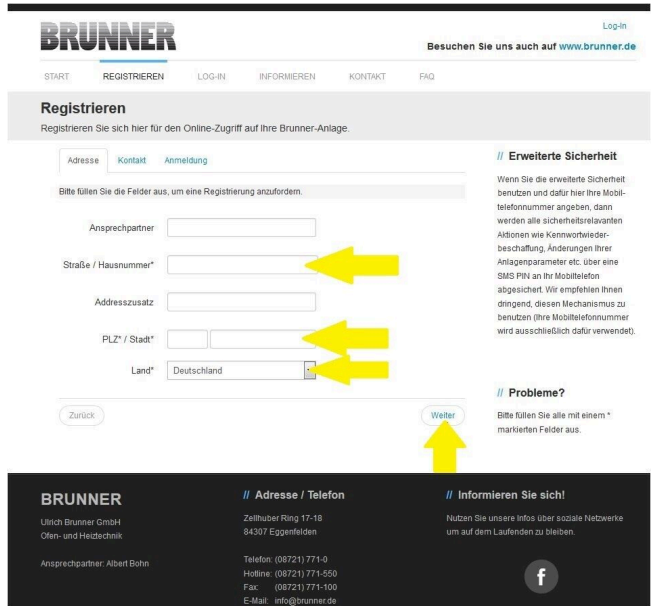 Log-In
BRUNNER
Besuchen Sie uns auch auf www.brunner.de
START REGISTRIEREN LOG-IN INFORMIEREN KONTAKT FAQ
Registrieren
Registrieren Sie sich hier für den Online-Zugriff auf Ihre Brunner-Anlage.
Adresse Kontakt Anmeldung
Bitte füllen Sie die Felder aus, um eine Registrierung anzufordern.
Ansprechpartner
Straße / Hausnummer*
Addresszusatz
PLZ* / Stadt*
Land* Deutschland
Zurück Weiter
// Erweiterte Sicherheit
Wenn Sie die erweiterte Sicherheit
benutzen und dafür hier Ihre Mobil-
telefonnummer angeben, dann
werden alle sicherheitsrelevanten
Aktionen wie Kennwortwieder-
beschaffung, Änderungen Ihrer
Anlagenparameter etc. über eine
SMS PIN an Ihr Mobiltelefon
abgesichert. Wir empfehlen Ihnen
dringend, diesen Mechanismus zu
benutzen (Ihre Mobiltelefonnummer
wird ausschließlich dafür verwendet).
// Probleme?
Bitte füllen Sie alle mit einem *
markierten Felder aus.
BRUNNER
Ulrich Brunner GmbH
Ofen- und Heiztechnik
Ansprechpartner: Albert Bohn
// Adresse / Telefon
Zellhuber Ring 17-18
84307 Eggenfelden
Telefon: (08721) 771-0
Hotline: (08721) 771-550
Fax: (08721) 771-100
E-Mail: info@brunner.de
// Informieren Sie sich!
Nutzen Sie unsere Infos über soziale Netzwerke
um auf dem Laufenden zu bleiben.
f